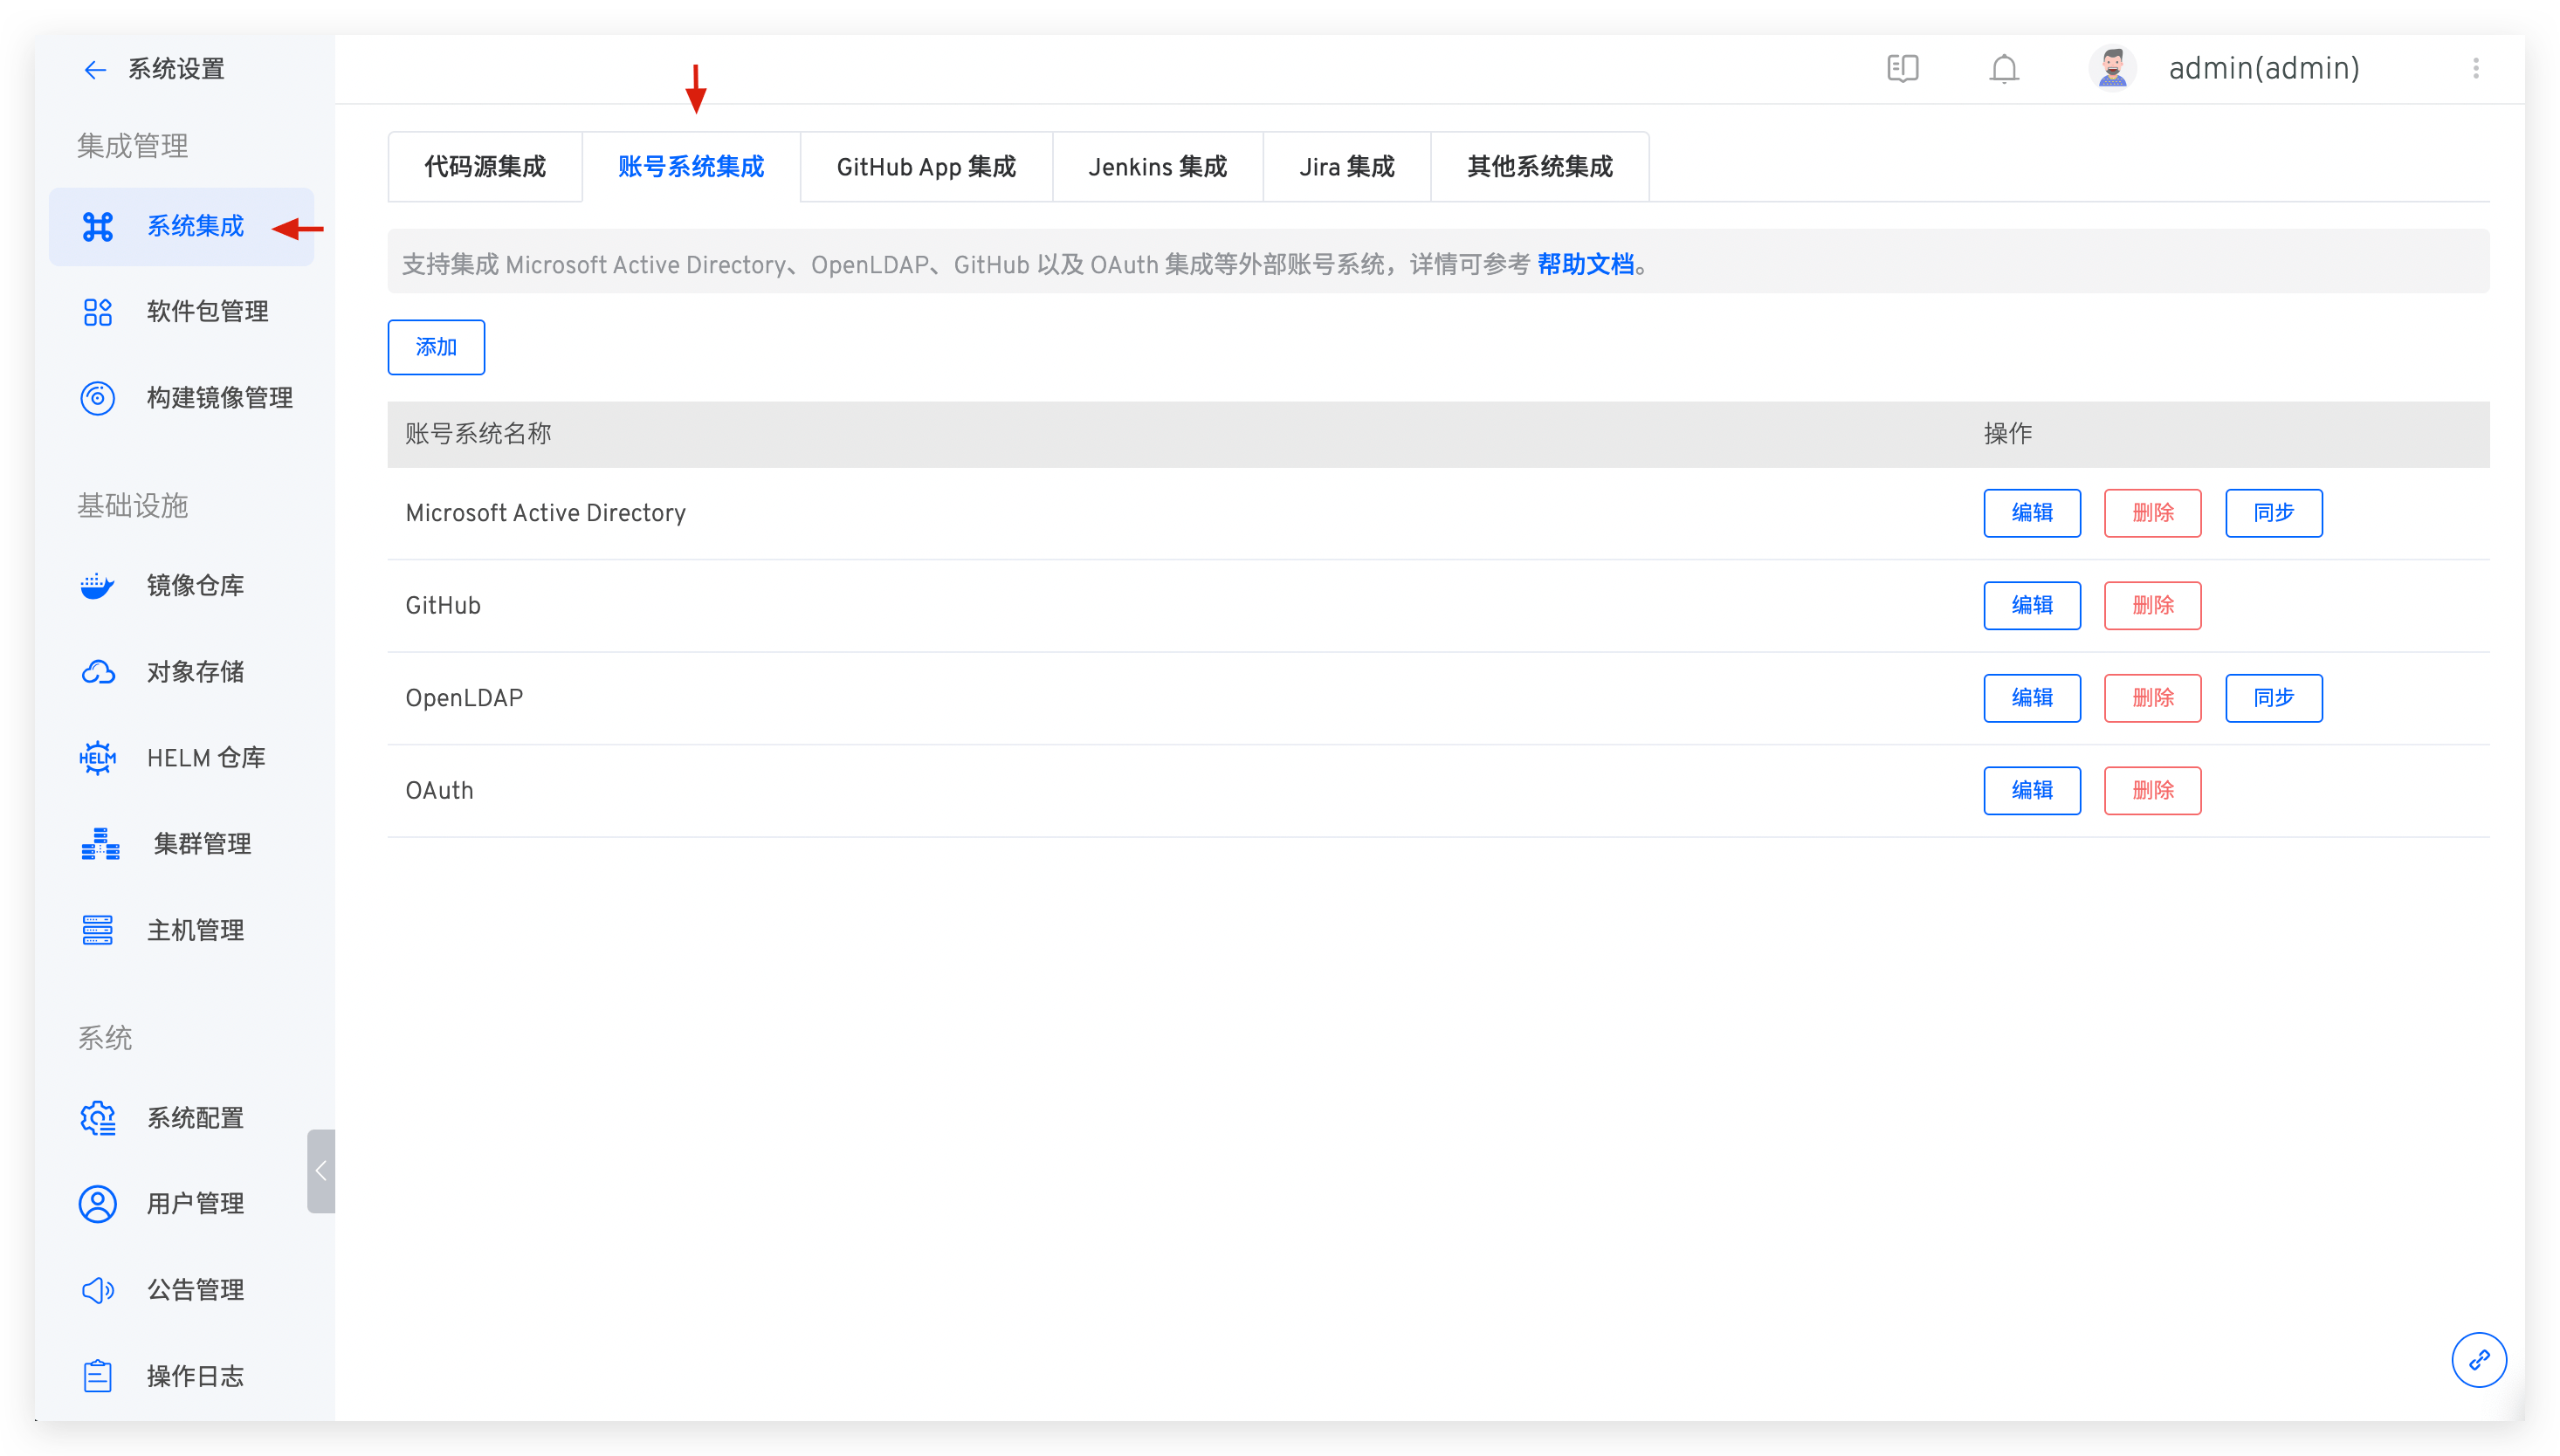 系统设置
admin(admin)
集成管理
系统集成
软件包管理
构建镜像管理
基础设施
镜像仓库
对象存储
HELM
HELM 仓库
集群管理
主机管理
系统
系统配置
用户管理
公告管理
操作日志
代码源集成 账号系统集成 GitHub App 集成 Jenkins 集成 Jira 集成 其他系统集成
支持集成 Microsoft Active Directory、OpenLDAP、GitHub 以及 OAuth 集成等外部账号系统，详情可参考 帮助文档。
添加
账号系统名称 操作
Microsoft Active Directory 编辑 删除 同步
GitHub 编辑 删除
OpenLDAP 编辑 删除 同步
OAuth 编辑 删除